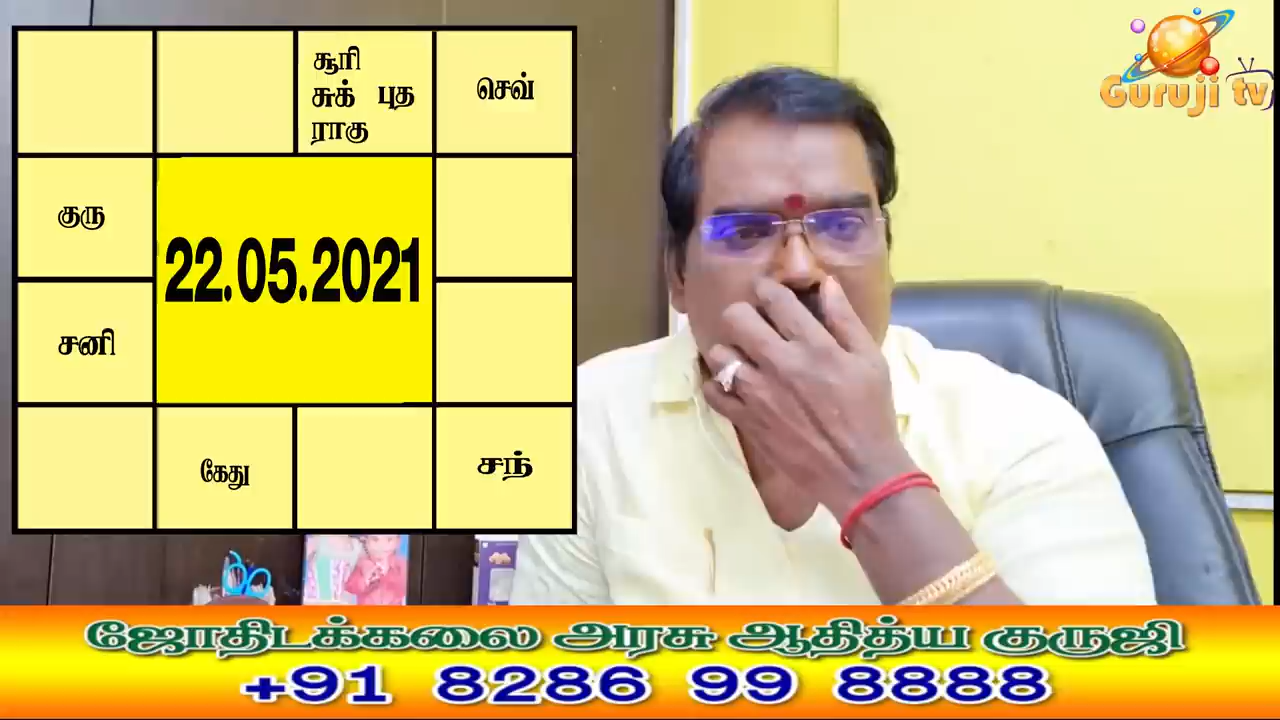 சூரி
சுக் புத
ராகு
செவ்
குரு
22.05.2021
சனி
கேது
சந்
Guruji tv
ஜோதிடக்கலை அரசு ஆதித்ய குருஜி
+91 8286 99 8888